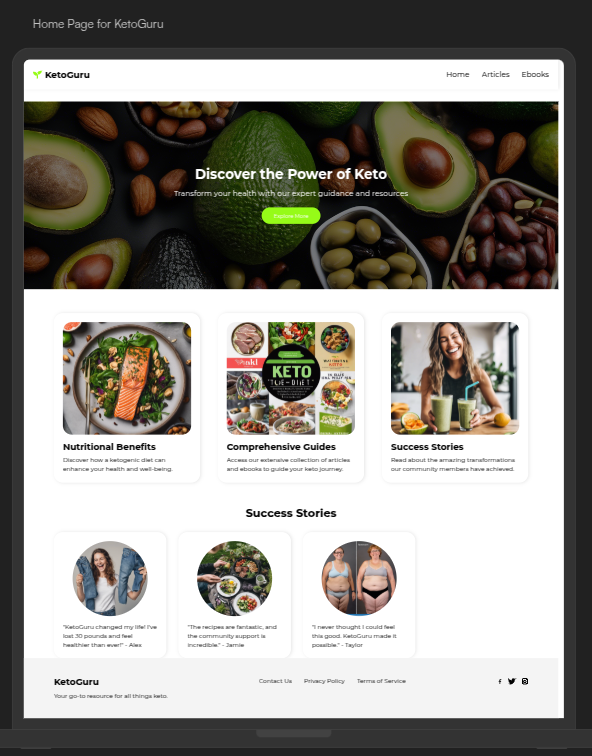 Home Page for KetoGuru
KetoGuru
Home Articles Ebooks
Discover the Power of Keto
Transform your health with our expert guidance and resources
Explore More
KETO
Nutritional Benefits
Discover how a ketogenic diet can
enhance your health and well-being.
Comprehensive Guides
Access our extensive collection of articles
and ebooks to guide your keto journey.
Success Stories
Read about the amazing transformations
our community members have achieved.
Success Stories
"KetoGuru changed my life! I've
lost 30 pounds and feel
healthier than ever!" - Alex
"The recipes are fantastic, and
the community support is
incredible." - Jamie
"I never thought I could feel
this good. KetoGuru made it
possible." - Taylor
KetoGuru
Your go-to resource for all things keto.
Contact Us Privacy Policy Terms of Service